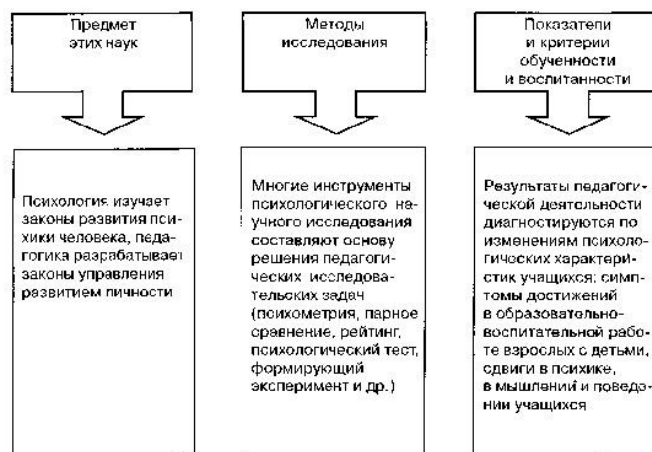 Предмет
этих наук
Психология изучает
законы развития пси-
хики человека, педа-
гогика разрабатывает
законы управления
развитием личности
Методы
исследования
Многие инструменты
психологического на-
учного исследования
составляют основу
решения педагоги-
ческих исследова-
тельских задач
(психометрия, парное
сравнение, рейтинг,
психологический тест,
формирующий
эксперимент и др.)
Показатели
и критерии
обученности
и воспитанности
Результаты педагоги-
ческой деятельности
диагностируются по
изменениям психоло-
гических характери-
стик учащихся: симп-
томы достижений
в образовательно-
воспитательной рабо-
те взрослых с детьми,
сдвиги в психике,
в мышлении и поведе-
нии учащихся